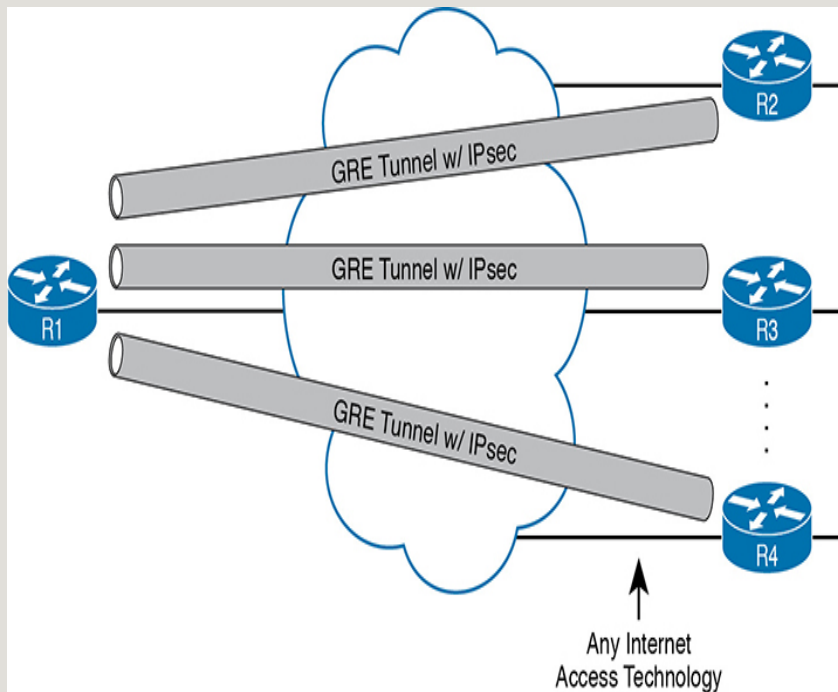 R2
GRE Tunnel w/ IPsec
GRE Tunnel w/ IPsec
R1
R3
GRE Tunnel w/ IPsec
R4
Any Internet
Access Technology